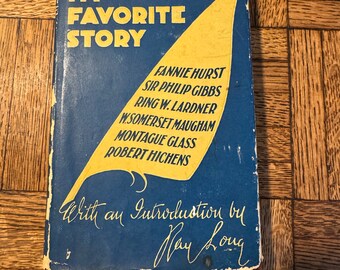 MY
FAVORITE
STORY
FANNIE HURST
SIR PHILIP GIBBS
RING W. LARDNER
W. SOMERSET MAUGHAM
MONTAGUE GLASS
ROBERT HICHENS
With an Introduction by
Ray Long